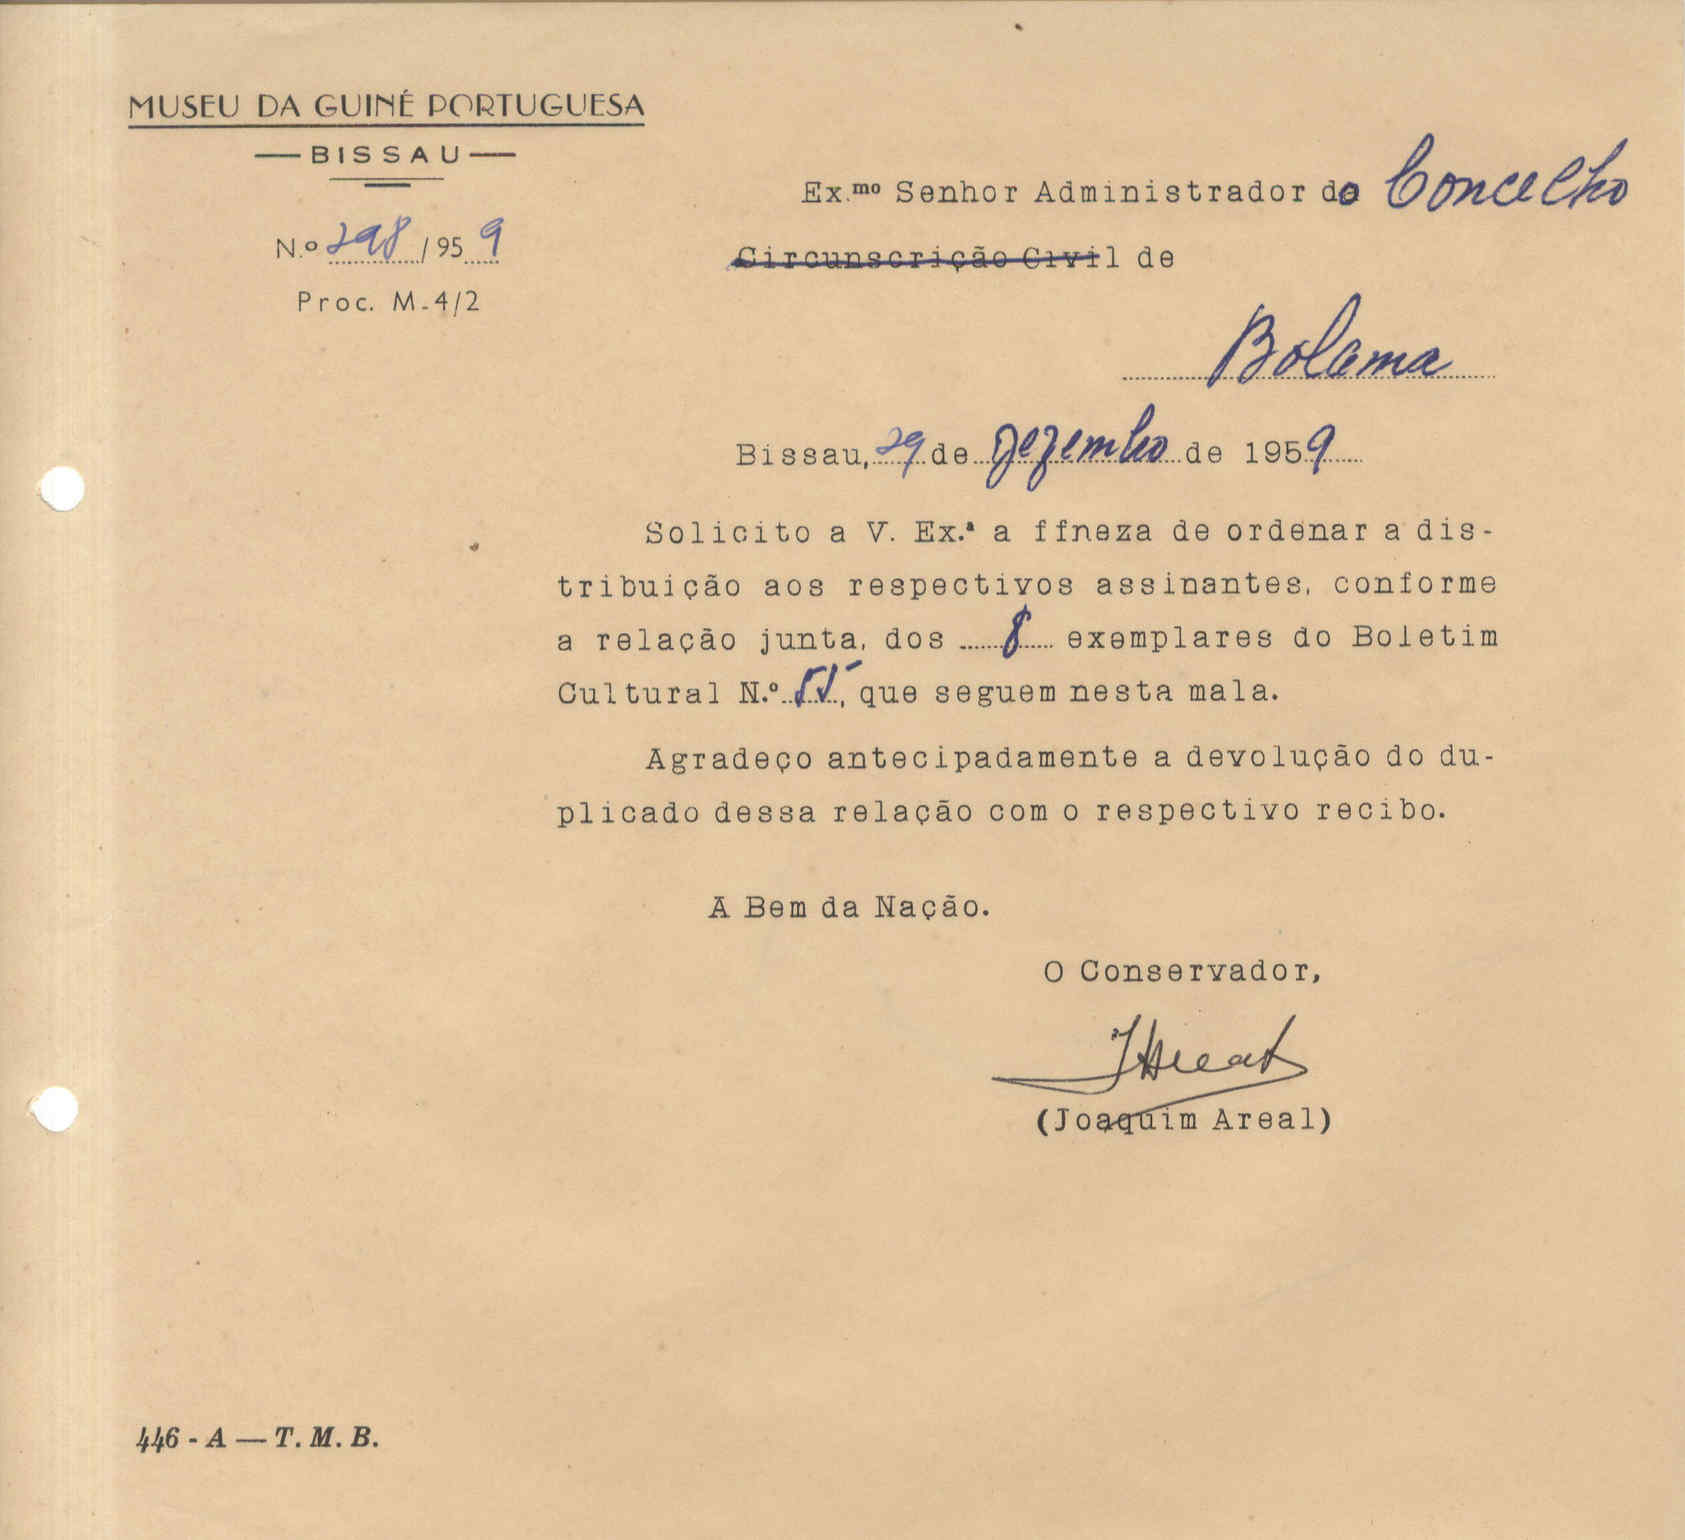 MUSEU DA GUINÉ PORTUGUESA
— BISSAU —
N.º 298 / 959
Proc. M-4/2
Ex.mo Senhor Administrador do Concelho
Circunscrição Civil de
Bolama
Bissau, 29 de Dezembro de 1959
Solicito a V. Ex.ª a ffneza de ordenar a dis-
tribuição aos respectivos assinantes, conforme
a relação junta, dos 8 exemplares do Boletim
Cultural N.º 55, que seguem nesta mala.
Agradeço antecipadamente a devolução do du-
plicado dessa relação com o respectivo recibo.
A Bem da Nação.
O Conservador,
JAreal
(Joaquim Areal)
446 - A — T. M. B.